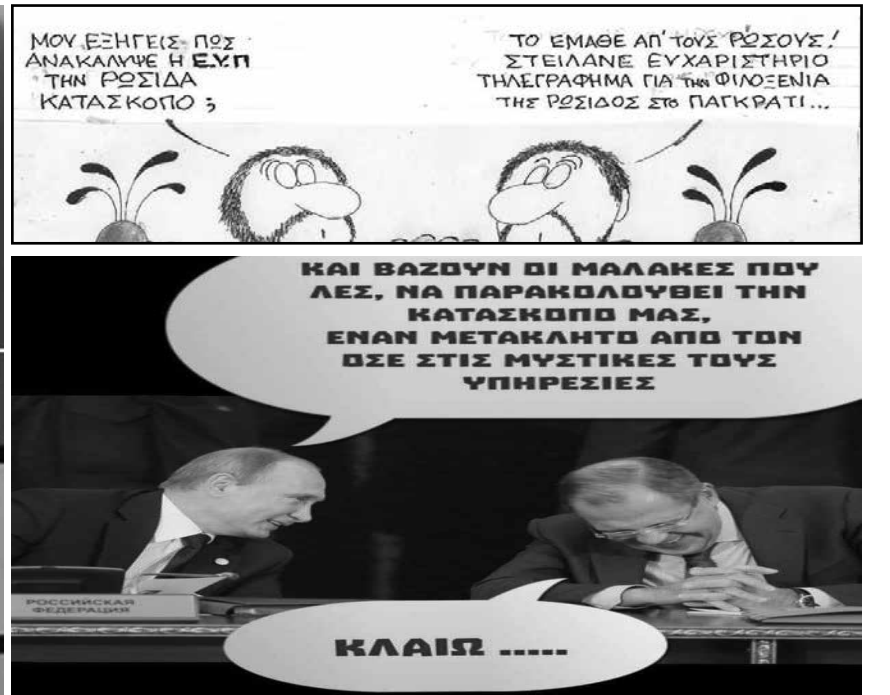 ΜΟΥ ΕΞΗΓΕΙΣ ΠΩΣ
ΑΝΑΚΑΛΥΨΕ Η Ε.Υ.Π
ΤΗΝ ΡΩΣΙΔΑ
ΚΑΤΑΣΚΟΠΟ ;
ΤΟ ΕΜΑΘΕ ΑΠ' ΤΟΥΣ ΡΩΣΟΥΣ!
ΣΤΕΙΛΑΝΕ ΕΥΧΑΡΙΣΤΗΡΙΟ
ΤΗΛΕΓΡΑΦΗΜΑ ΓΙΑ ΤΗΝ ΦΙΛΟΞΕΝΙΑ
ΤΗΣ ΡΩΣΙΔΟΣ ΣΤΟ ΠΑΓΚΡΑΤΙ...
ΚΑΙ ΒΑΖΟΥΝ ΟΙ ΜΑΛΑΚΕΣ ΠΟΥ
ΛΕΣ, ΝΑ ΠΑΡΑΚΟΛΟΥΘΕΙ ΤΗΝ
ΚΑΤΑΣΚΟΠΟ ΜΑΣ,
ΕΝΑΝ ΜΕΤΑΚΛΗΤΟ ΑΠΟ ΤΟΝ
ΟΣΕ ΣΤΙΣ ΜΥΣΤΙΚΕΣ ΤΟΥΣ
ΥΠΗΡΕΣΙΕΣ
РОССИЙСКАЯ
ФЕДЕРАЦИЯ
ΚΛΑΙΩ .....